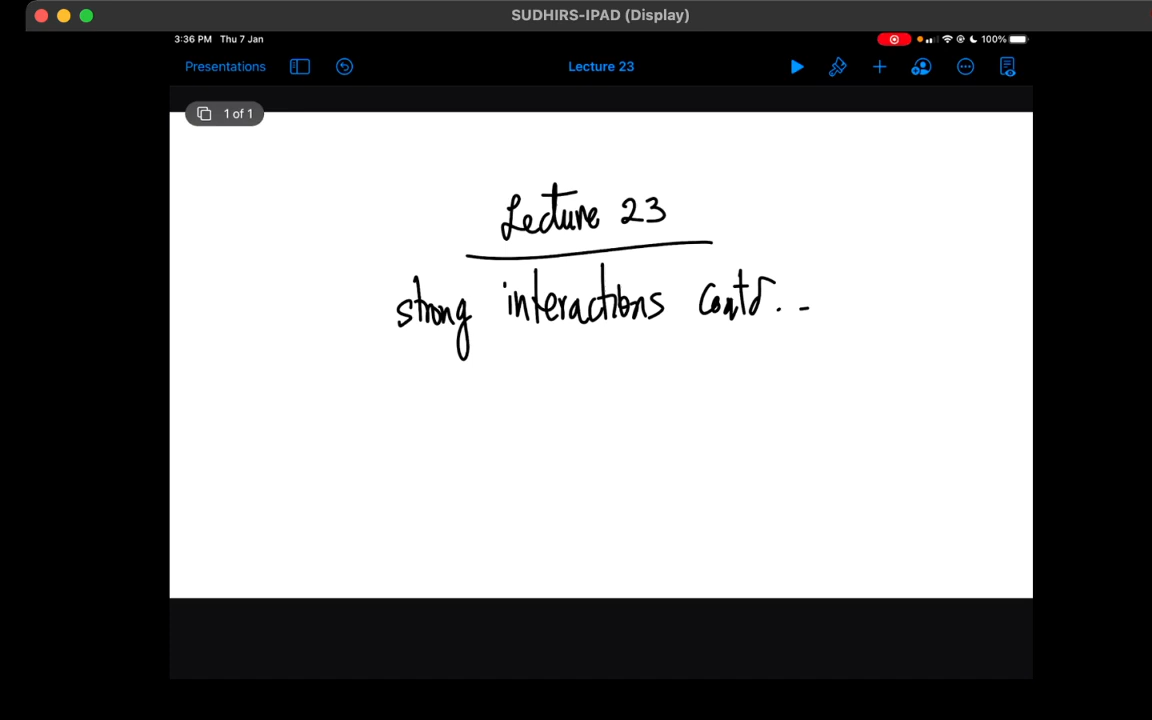 SUDHIRS-IPAD (Display)
3:36 PM Thu 7 Jan
100%
Presentations
Lecture 23
1 of 1
Lecture 23
strong interactions contd. --